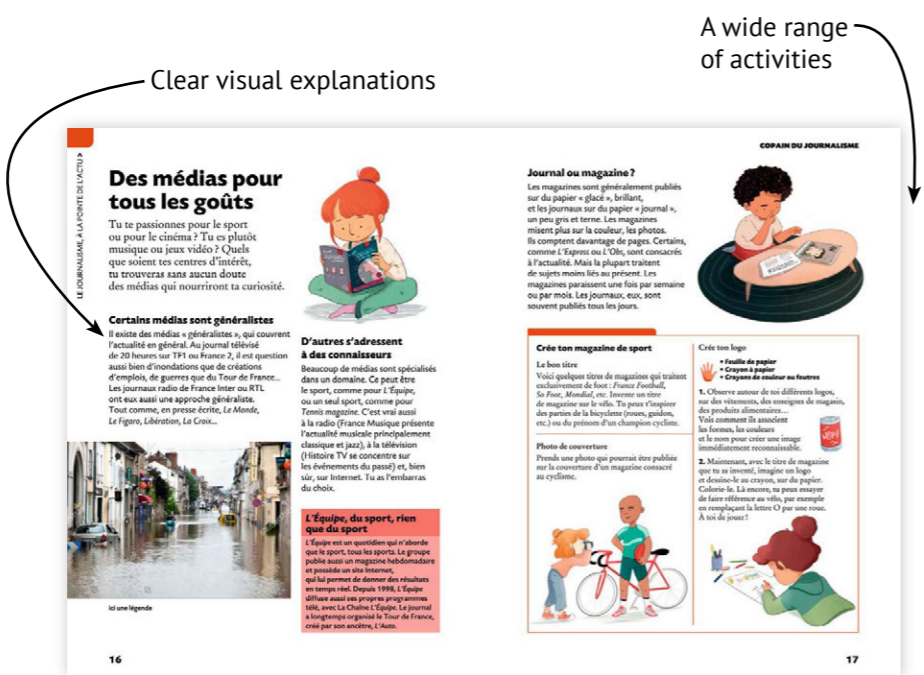 A wide range
of activities
Clear visual explanations
LE JOURNALISME, À LA POINTE DE L'ACTU >
Des médias pour
tous les goûts
Tu te passionnes pour le sport
ou pour le cinéma ? Tu es plutôt
musique ou jeux vidéo ? Quels
que soient tes centres d'intérêt,
tu trouveras sans aucun doute
des médias qui nourriront ta curiosité.
Certains médias sont généralistes
Il existe des médias « généralistes », qui couvrent
l'actualité en général. Au journal télévisé
de 20 heures sur TF1 ou France 2, il est question
aussi bien d'inondations que de créations
d'emplois, de guerres que du Tour de France...
Les journaux radio de France Inter ou RTL
ont eux aussi une approche généraliste.
Tout comme, en presse écrite, Le Monde,
Le Figaro, Libération, La Croix...
ici une légende
D'autres s'adressent
à des connaisseurs
Beaucoup de médias sont spécialisés
dans un domaine. Ce peut être
le sport, comme pour L'Équipe,
ou un seul sport, comme pour
Tennis magazine. C'est vrai aussi
à la radio (France Musique présente
l'actualité musicale principalement
classique et jazz), à la télévision
(Histoire TV se concentre sur
les événements du passé) et, bien
sûr, sur Internet. Tu as l'embarras
du choix.
L'Équipe, du sport, rien
que du sport
L'Équipe est un quotidien qui n'aborde
que le sport, tous les sports. Le groupe
publie aussi un magazine hebdomadaire
et possède un site Internet,
qui lui permet de donner des résultats
en temps réel. Depuis 1998, L'Équipe
diffuse aussi ses propres programmes
télé, avec La Chaîne L'Équipe. Le journal
a longtemps organisé le Tour de France,
créé par son ancêtre, L'Auto.
16
COPAIN DU JOURNALISME
Journal ou magazine ?
Les magazines sont généralement publiés
sur du papier « glacé », brillant,
et les journaux sur du papier « journal »,
un peu gris et terne. Les magazines
misent plus sur la couleur, les photos.
Ils comptent davantage de pages. Certains,
comme L'Express ou L'Obs, sont consacrés
à l'actualité. Mais la plupart traitent
de sujets moins liés au présent. Les
magazines paraissent une fois par semaine
ou par mois. Les journaux, eux, sont
souvent publiés tous les jours.
Crée ton magazine de sport
Le bon titre
Voici quelques titres de magazines qui traitent
exclusivement de foot : France Football,
So Foot, Mondial, etc. Invente un titre
de magazine sur le vélo. Tu peux t'inspirer
des parties de la bicyclette (roues, guidon,
etc.) ou du prénom d'un champion cycliste.
Photo de couverture
Prends une photo qui pourrait être publiée
sur la couverture d'un magazine consacré
au cyclisme.
Crée ton logo
• Feuille de papier
• Crayon à papier
• Crayons de couleur ou feutres
1. Observe autour de toi différents logos,
sur des vêtements, des enseignes de magasin,
des produits alimentaires...
Vois comment ils associent
les formes, les couleurs
et le nom pour créer une image
immédiatement reconnaissable.
2. Maintenant, avec le titre de magazine
que tu as inventé, imagine un logo
et dessine-le au crayon, sur du papier.
Colorie-le. Là encore, tu peux essayer
de faire référence au vélo, par exemple
en remplaçant la lettre O par une roue.
À toi de jouer !
17